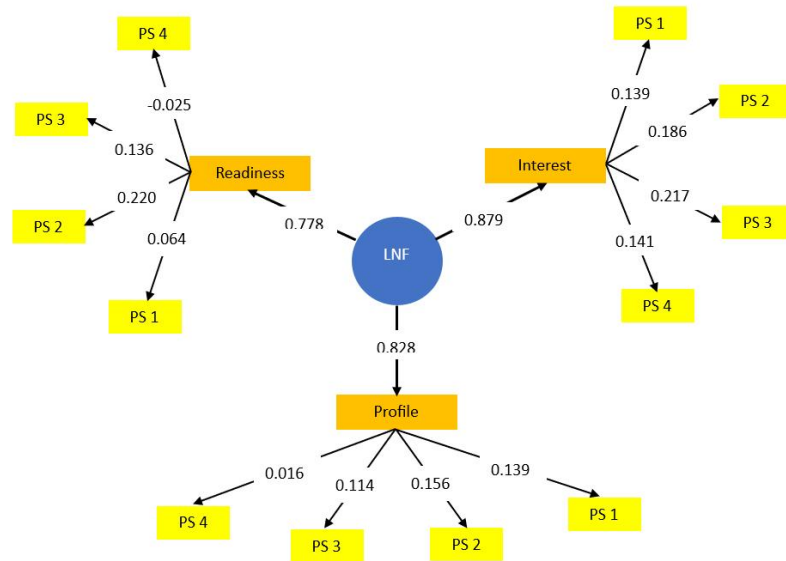 PS 4
PS 1
-0.025
0.139
PS 2
PS 3
0.136
0.186
Readiness
Interest
0.220
0.217
PS 2
0.778
0.879
PS 3
0.064
0.141
LNF
PS 1
PS 4
0.828
Profile
0.016
0.114
0.156
0.139
PS 4
PS 3
PS 2
PS 1